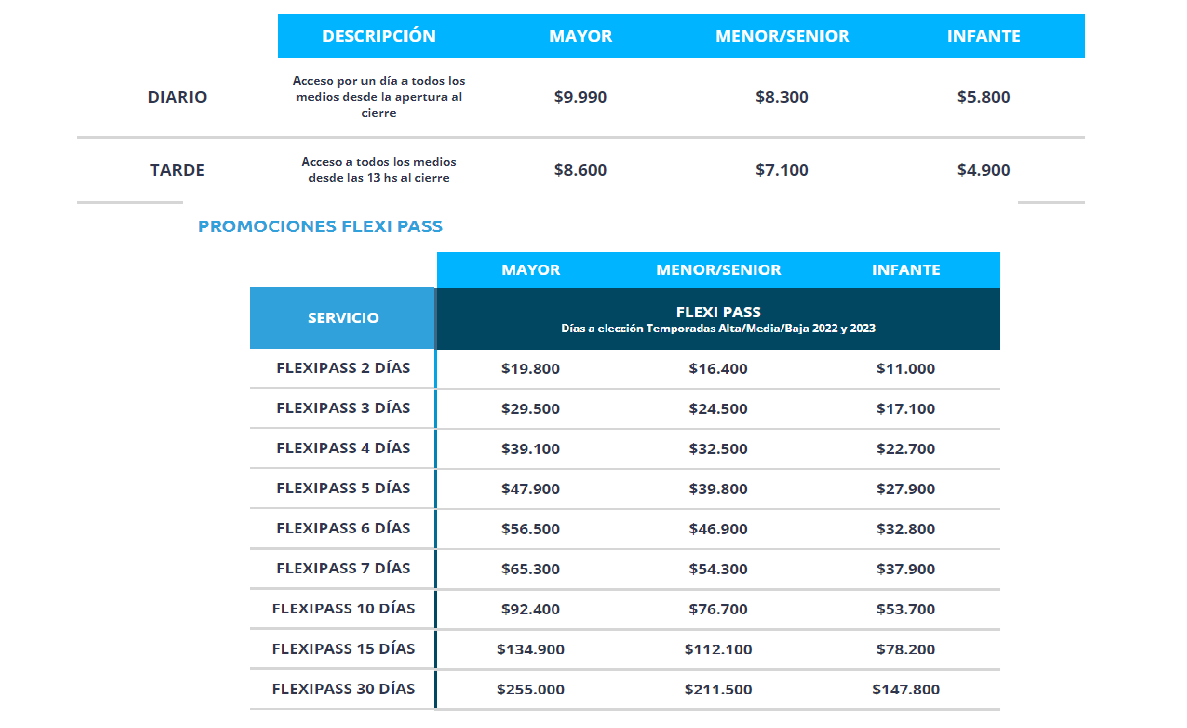 DESCRIPCIÓN MAYOR MENOR/SENIOR INFANTE
Acceso por un día a todos los
DIARIO medios desde la apertura al $9.990 $8.300 $5.800
cierre
Acceso a todos los medios
TARDE $8.600 $7.100 $4.900
desde las 13 hs al cierre
PROMOCIONES FLEXI PASS
MAYOR MENOR/SENIOR INFANTE
SERVICIO FLEXI PASS
Días a elección Temporadas Alta/Media/Baja 2022 y 2023
FLEXIPASS 2 DÍAS $19.800 $16.400 $11.000
FLEXIPASS 3 DÍAS $29.500 $24.500 $17.100
FLEXIPASS 4 DÍAS $39.100 $32.500 $22.700
FLEXIPASS 5 DÍAS $47.900 $39.800 $27.900
FLEXIPASS 6 DÍAS $56.500 $46.900 $32.800
FLEXIPASS 7 DÍAS $65.300 $54.300 $37.900
FLEXIPASS 10 DÍAS $92.400 $76.700 $53.700
FLEXIPASS 15 DÍAS $134.900 $112.100 $78.200
FLEXIPASS 30 DÍAS $255.000 $211.500 $147.800